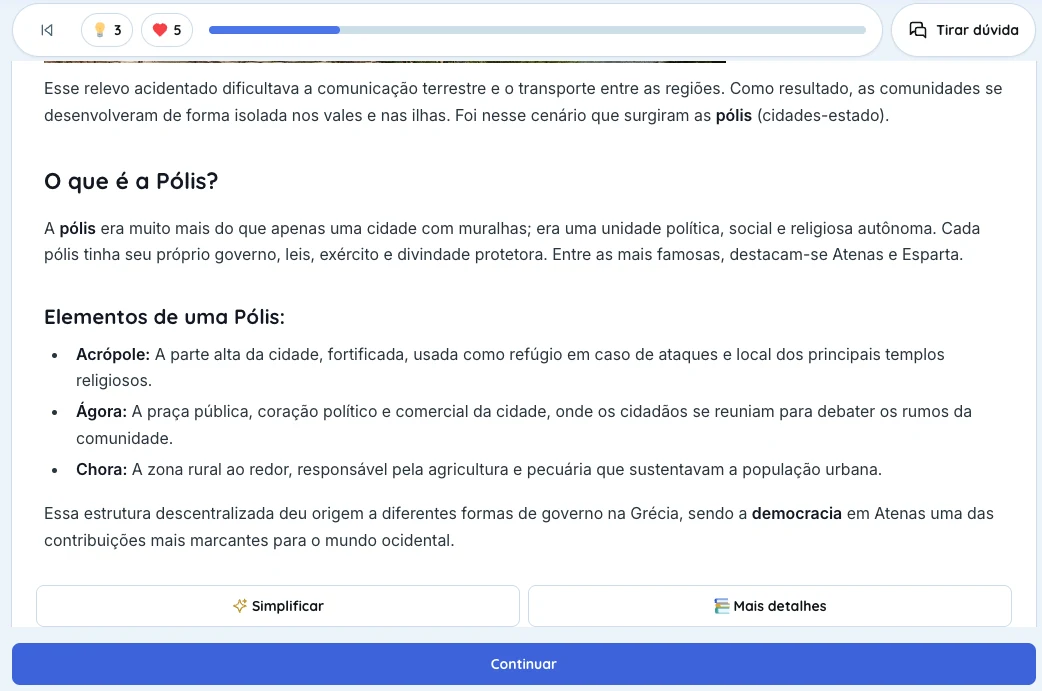 3
5
Tirar dúvida
Esse relevo acidentado dificultava a comunicação terrestre e o transporte entre as regiões. Como resultado, as comunidades se
desenvolveram de forma isolada nos vales e nas ilhas. Foi nesse cenário que surgiram as pólis (cidades-estado).
O que é a Pólis?
A pólis era muito mais do que apenas uma cidade com muralhas; era uma unidade política, social e religiosa autônoma. Cada
pólis tinha seu próprio governo, leis, exército e divindade protetora. Entre as mais famosas, destacam-se Atenas e Esparta.
Elementos de uma Pólis:
• Acrópole: A parte alta da cidade, fortificada, usada como refúgio em caso de ataques e local dos principais templos
religiosos.
• Ágora: A praça pública, coração político e comercial da cidade, onde os cidadãos se reuniam para debater os rumos da
comunidade.
• Chora: A zona rural ao redor, responsável pela agricultura e pecuária que sustentavam a população urbana.
Essa estrutura descentralizada deu origem a diferentes formas de governo na Grécia, sendo a democracia em Atenas uma das
contribuições mais marcantes para o mundo ocidental.
Simplificar
Mais detalhes
Continuar